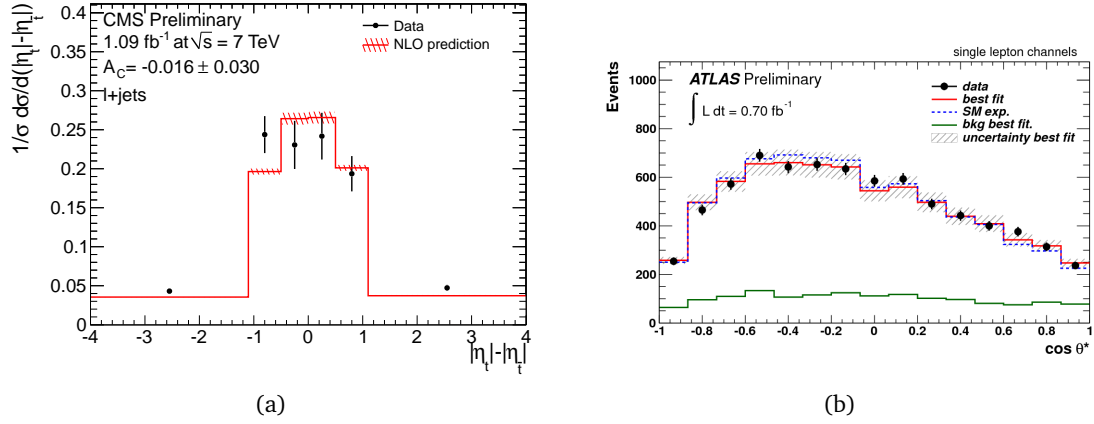 CMS Preliminary
1.09 fb⁻¹ at √s = 7 TeV
A_C= -0.016 ± 0.030
l+jets
Data
NLO prediction
1/σ dσ/d(|η_t|-|η_t̄|)
0.4
0.35
0.3
0.25
0.2
0.15
0.1
0.05
0
-4 -3 -2 -1 0 1 2 3 4
|η_t|-|η_t̄|
(a)
single lepton channels
ATLAS Preliminary
∫ L dt = 0.70 fb⁻¹
data
best fit
SM exp.
bkg best fit.
uncertainty best fit
Events
1000
800
600
400
200
0
-1 -0.8 -0.6 -0.4 -0.2 0 0.2 0.4 0.6 0.8 1
cos θ*
(b)